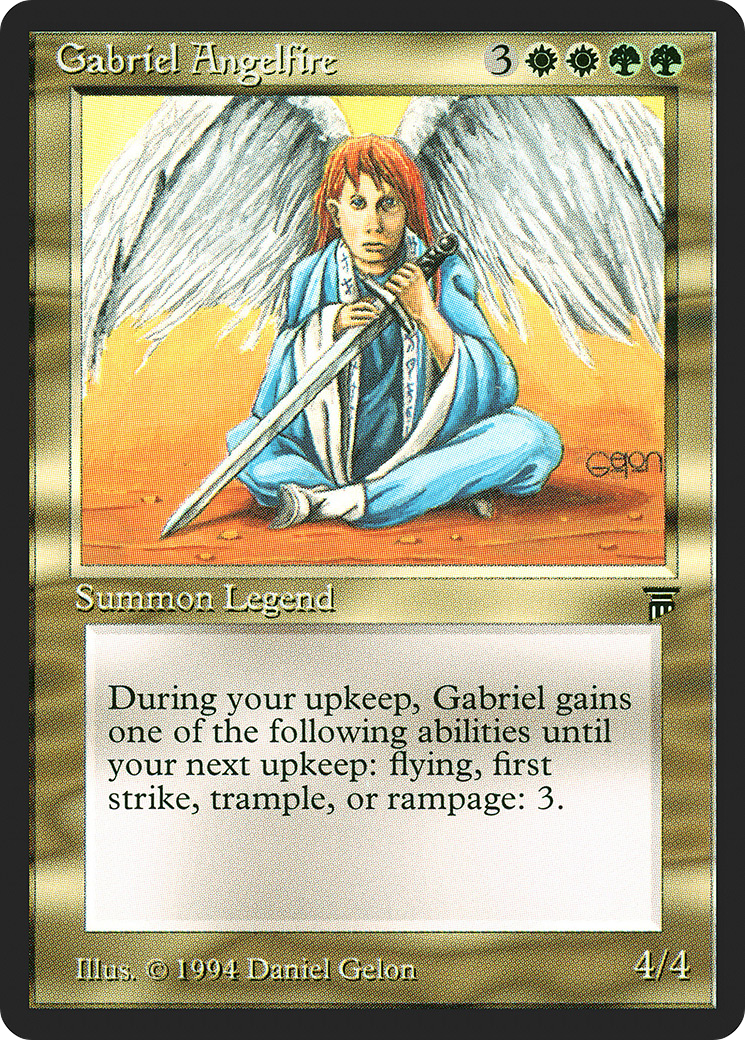 Gabriel Angelfire 3
Gelon
Summon Legend
During your upkeep, Gabriel gains
one of the following abilities until
your next upkeep: flying, first
strike, trample, or rampage: 3.
Illus. © 1994 Daniel Gelon 4/4